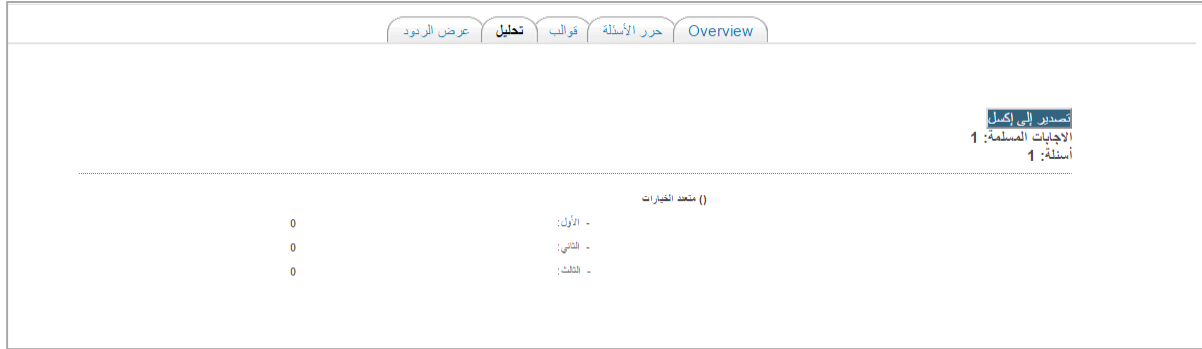 Overview حرر الأسئلة قوالب تحليل عرض الردود
تصدير إلى إكسل
الاجابات المسلمة: 1
أسئلة: 1
() متعدد الخيارات
- الأول: 0
- الثاني: 0
- الثالث: 0